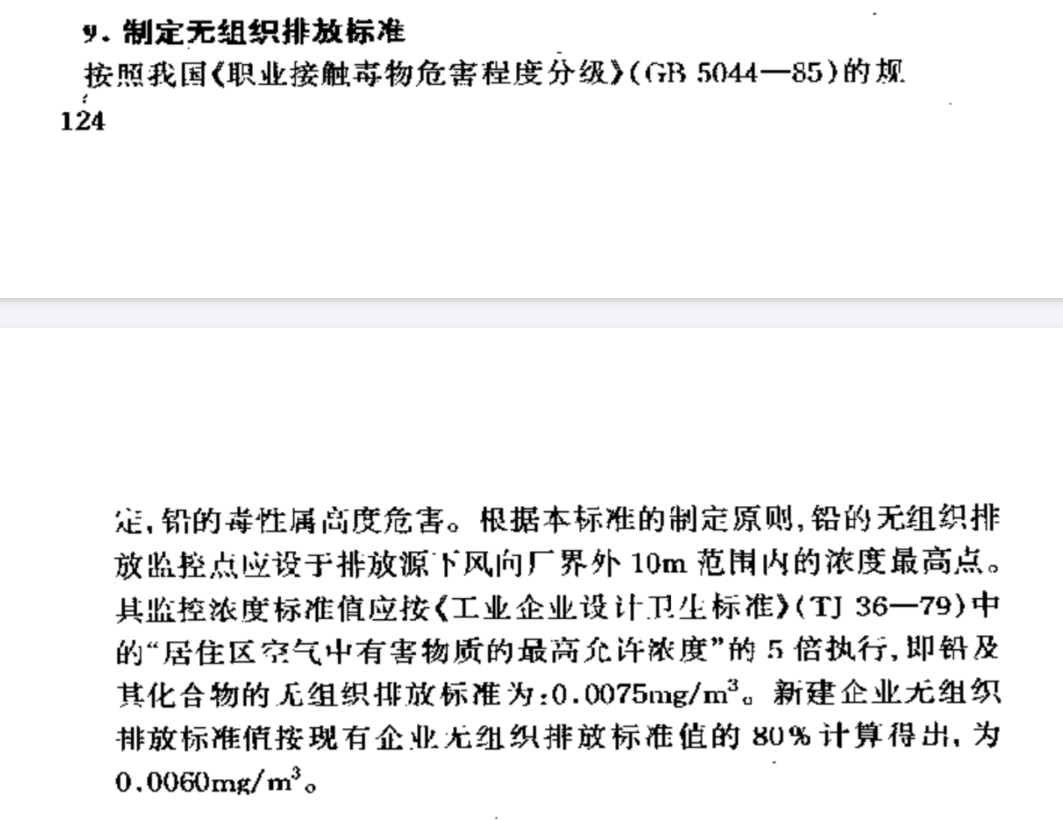 9. 制定无组织排放标准
按照我国《职业接触毒物危害程度分级》(GB 5044—85)的规
124
定,铅的毒性属高度危害。根据本标准的制定原则,铅的无组织排
放监控点应设于排放源下风向厂界外 10m 范围内的浓度最高点。
其监控浓度标准值应按《工业企业设计卫生标准》(TJ 36—79)中
的“居住区空气中有害物质的最高允许浓度”的 5 倍执行,即铅及
其化合物的无组织排放标准为:0.0075mg/m³。新建企业无组织
排放标准值按现有企业无组织排放标准值的 80%计算得出,为
0.0060mg/m³。